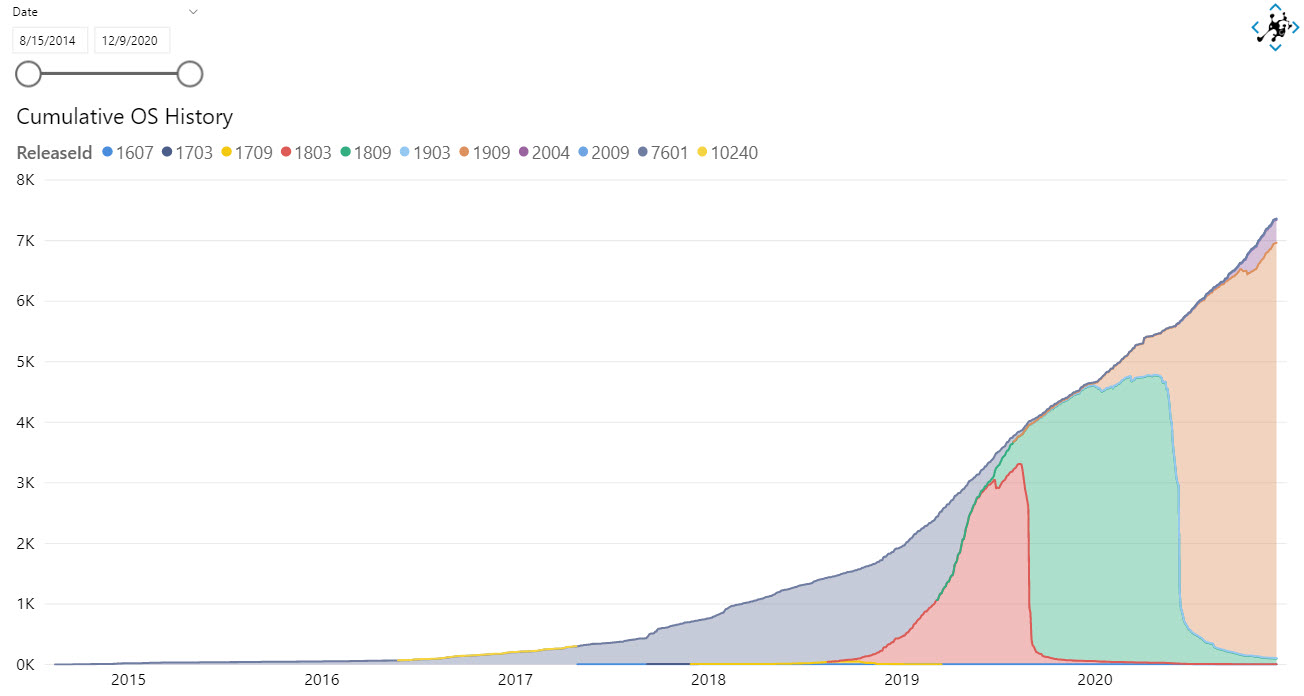 Date
8/15/2014 12/9/2020
Cumulative OS History
ReleaseId 1607 1703 1709 1803 1809 1903 1909 2004 2009 7601 10240
8K
7K
6K
5K
4K
3K
2K
1K
0K
2015 2016 2017 2018 2019 2020